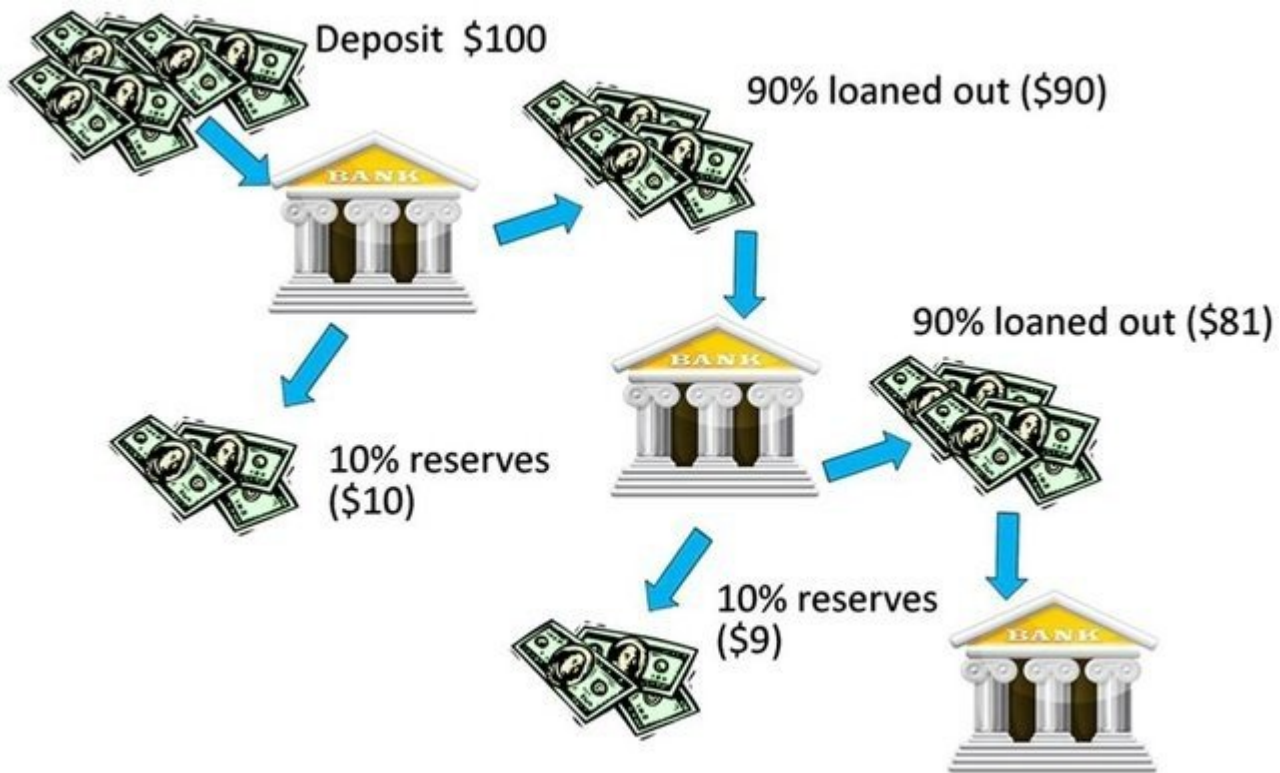 Deposit $100
90% loaned out ($90)
BANK
90% loaned out ($81)
BANK
10% reserves
($10)
10% reserves
($9)
BANK